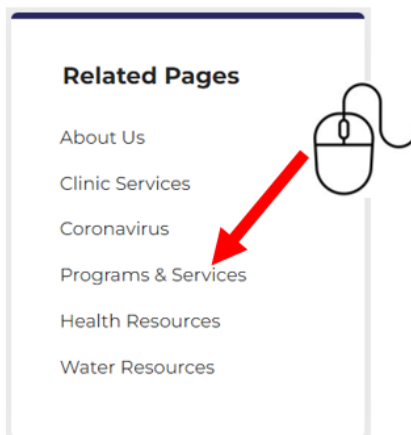 Related Pages
About Us
Clinic Services
Coronavirus
Programs & Services
Health Resources
Water Resources